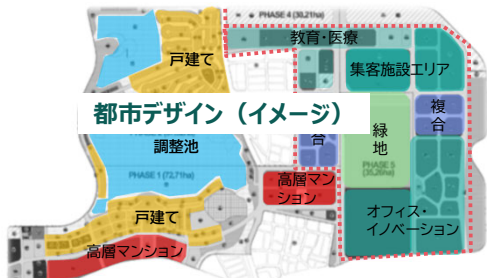 PHASE 4 (30,21ha)
教育・医療
戸建て
集客施設エリア
都市デザイン（イメージ）
複
合
合
緑
地
調整池
PHASE 1 (72,71ha)
PHASE 5
(35,26ha)
高層マン
ション
戸建て
オフィス・
イノベーション
高層マンション